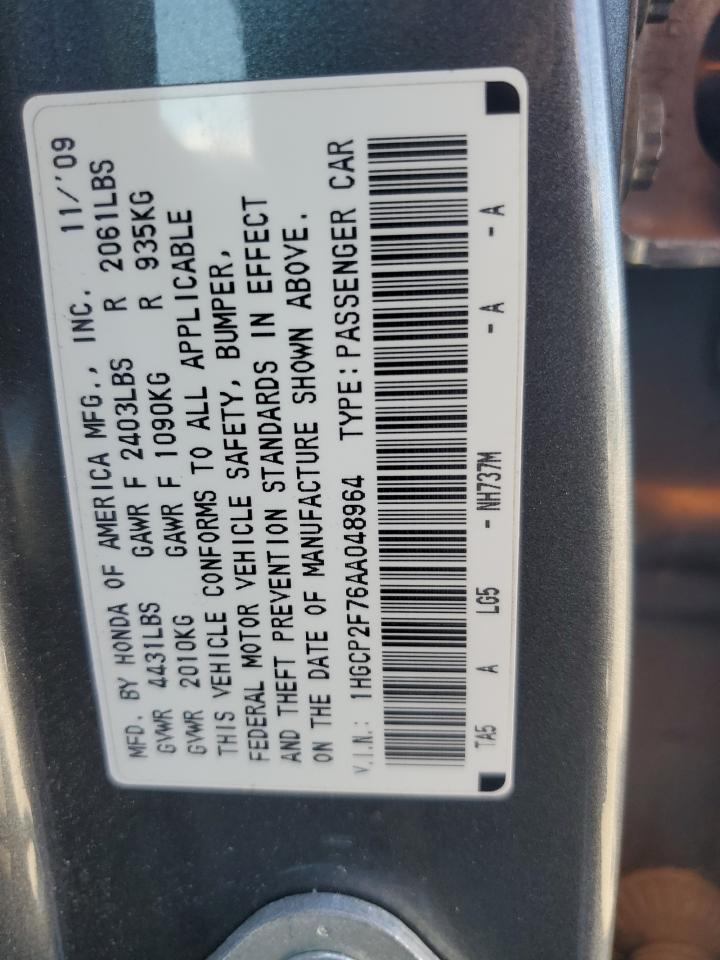 MFD. BY HONDA OF AMERICA MFG., INC. 11/'09
GVWR 4431LBS GAWR F 2403LBS R 2061LBS
GVWR 2010KG GAWR F 1090KG R 935KG
THIS VEHICLE CONFORMS TO ALL APPLICABLE
FEDERAL MOTOR VEHICLE SAFETY, BUMPER,
AND THEFT PREVENTION STANDARDS IN EFFECT
ON THE DATE OF MANUFACTURE SHOWN ABOVE.
V.I.N.: 1HGCP2F76AA048964 TYPE:PASSENGER CAR
TA5 A LG5 - NH737M - A - A